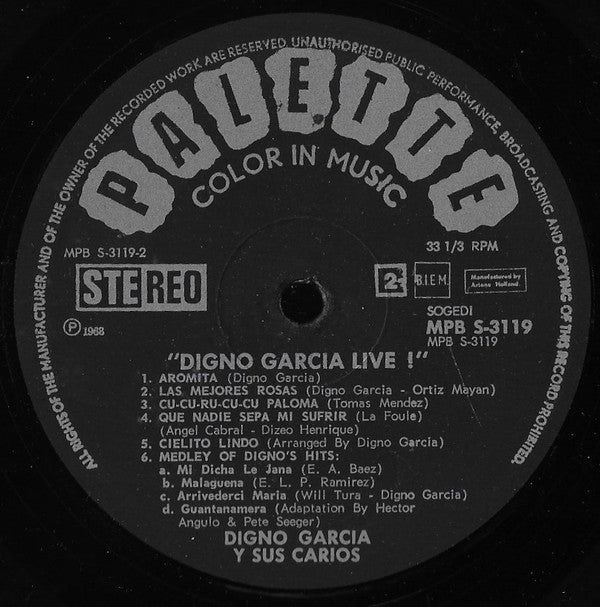 ALL RIGHTS OF THE MANUFACTURER AND OF THE OWNER OF THE RECORDED WORK ARE RESERVED. UNAUTHORISED PUBLIC PERFORMANCE, BROADCASTING AND COPYING OF THIS RECORD PROHIBITED.
PALETTE
COLOR IN MUSIC
MPB S-3119-2
33 1/3 RPM
STEREO
2
B.I.E.M.
Manufactured by
Artone Holland.
SOGEDI
MPB S-3119
MPB S-3119
Ⓟ 1968
"DIGNO GARCIA LIVE !"
1. AROMITA (Digno Garcia)
2. LAS MEJORES ROSAS (Digno Garcia - Ortiz Mayan)
3. CU-CU-RU-CU-CU PALOMA (Tomas Mendez)
4. QUE NADIE SEPA MI SUFRIR (La Foule)
(Angel Cabral - Dizeo Henrique)
5. CIELITO LINDO (Arranged By Digno Garcia)
6. MEDLEY OF DIGNO'S HITS:
a. Mi Dicha Le Jana (E. A. Baez)
b. Malaguena (E. L. P. Ramirez)
c. Arrivederci Maria (Will Tura - Digno Garcia)
d. Guantanamera (Adaptation By Hector
Angulo & Pete Seeger)
DIGNO GARCIA
Y SUS CARIOS